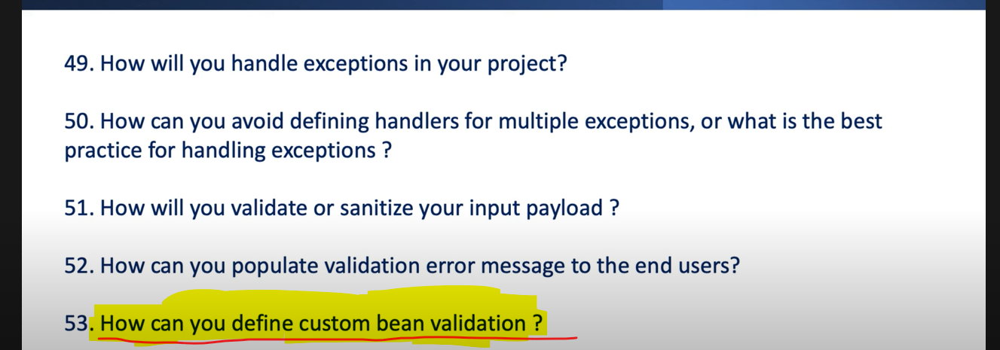 49. How will you handle exceptions in your project?
50. How can you avoid defining handlers for multiple exceptions, or what is the best
practice for handling exceptions ?
51. How will you validate or sanitize your input payload ?
52. How can you populate validation error message to the end users?
53. How can you define custom bean validation ?